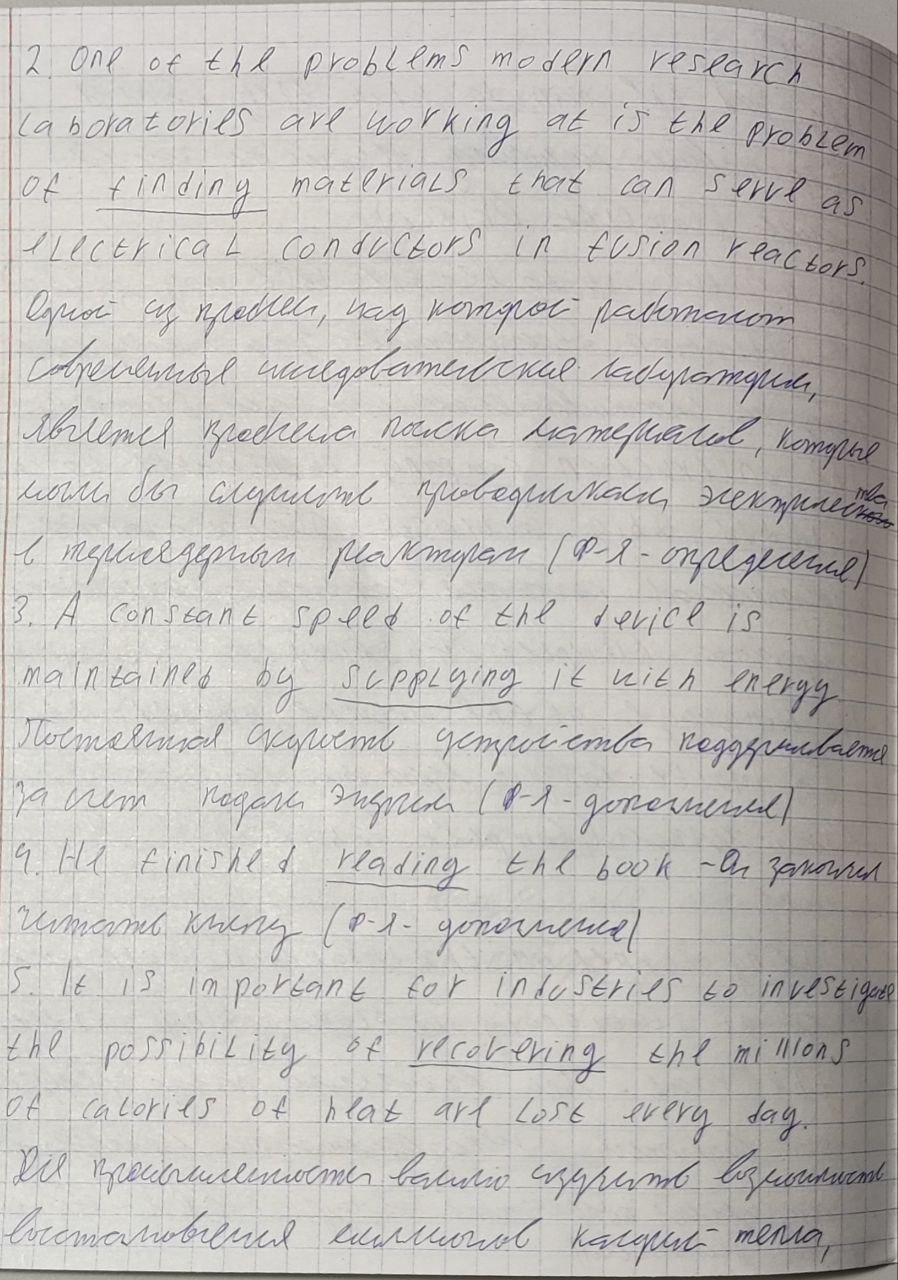 2. One of the problems modern research
laboratories are working at is the problem
of finding materials that can serve as
electrical conductors in fusion reactors.
Одной из проблем, над которой работают
современные исследовательские лаборатории,
является проблема поиска материалов, которые
могли бы служить проводниками электричества
в термоядерных реакторах (Ф-Я - определения)
3. A constant speed of the device is
maintained by supplying it with energy
Постоянная скорость устройства поддерживается
за счет подачи энергии (Ф-Я - дополнения)
4. He finished reading the book - Он закончил
читать книгу (Ф-Я - дополнения)
5. It is important for industries to investigate
the possibility of recovering the millions
of calories of heat are lost every day.
Для промышленности важно изучить возможность
восстановления миллионов калорий тепла,